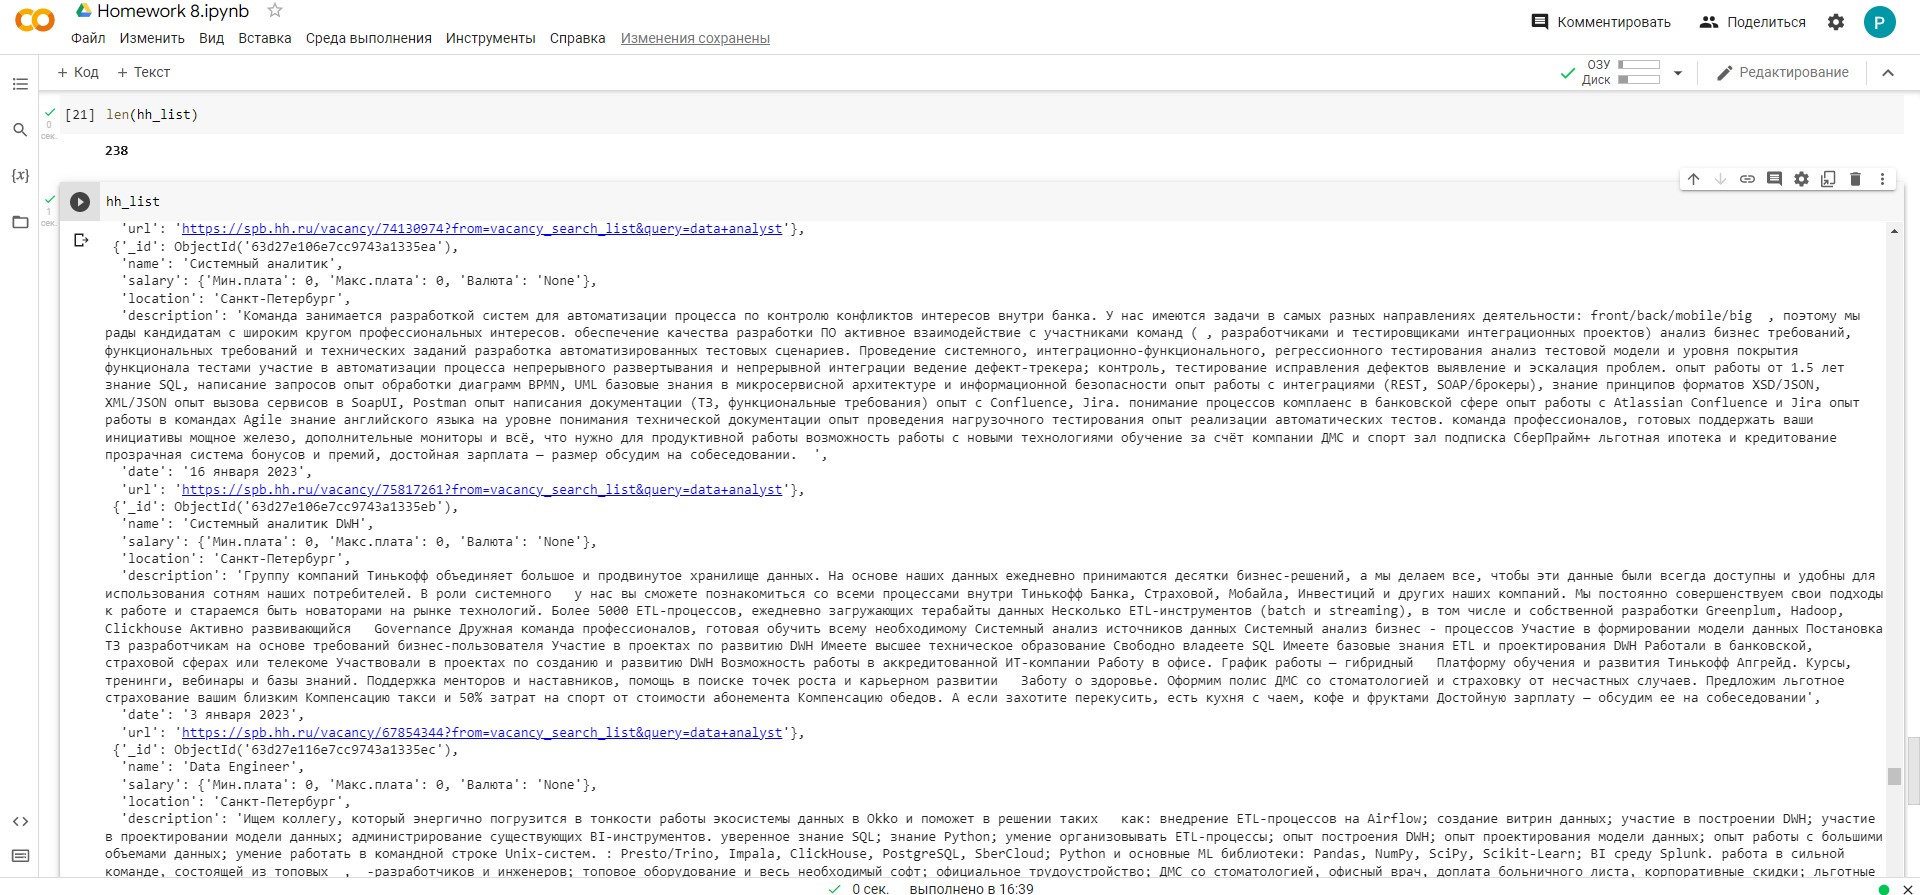 Homework 8.ipynb
Комментировать
Поделиться
P
Файл Изменить Вид Вставка Среда выполнения Инструменты Справка Изменения сохранены
+ Код + Текст
ОЗУ
Диск
Редактирование
[21] len(hh_list)
0
сек.
238
{x}
hh_list
1
сек.
'url': 'https://spb.hh.ru/vacancy/74130974?from=vacancy_search_list&query=data+analyst'},
{'_id': ObjectId('63d27e106e7cc9743a1335ea'),
'name': 'Системный аналитик',
'salary': {'Мин.плата': 0, 'Макс.плата': 0, 'Валюта': 'None'},
'location': 'Санкт-Петербург',
'description': 'Команда занимается разработкой систем для автоматизации процесса по контролю конфликтов интересов внутри банка. У нас имеются задачи в самых разных направлениях деятельности: front/back/mobile/big , поэтому мы
рады кандидатам с широким кругом профессиональных интересов. обеспечение качества разработки ПО активное взаимодействие с участниками команд ( , разработчиками и тестировщиками интеграционных проектов) анализ бизнес требований,
функциональных требований и технических заданий разработка автоматизированных тестовых сценариев. Проведение системного, интеграционно-функционального, регрессионного тестирования анализ тестовой модели и уровня покрытия
функционала тестами участие в автоматизации процесса непрерывного развертывания и непрерывной интеграции ведение дефект-трекера; контроль, тестирование исправления дефектов выявление и эскалация проблем. опыт работы от 1.5 лет
знание SQL, написание запросов опыт обработки диаграмм BPMN, UML базовые знания в микросервисной архитектуре и информационной безопасности опыт работы с интеграциями (REST, SOAP/брокеры), знание принципов форматов XSD/JSON,
XML/JSON опыт вызова сервисов в SoapUI, Postman опыт написания документации (ТЗ, функциональные требования) опыт с Confluence, Jira. понимание процессов комплаенс в банковской сфере опыт работы с Atlassian Confluence и Jira опыт
работы в командах Agile знание английского языка на уровне понимания технической документации опыт проведения нагрузочного тестирования опыт реализации автоматических тестов. команда профессионалов, готовых поддержать ваши
инициативы мощное железо, дополнительные мониторы и всё, что нужно для продуктивной работы возможность работы с новыми технологиями обучение за счёт компании ДМС и спорт зал подписка СберПрайм+ льготная ипотека и кредитование
прозрачная система бонусов и премий, достойная зарплата — размер обсудим на собеседовании. ',
'date': '16 января 2023',
'url': 'https://spb.hh.ru/vacancy/75817261?from=vacancy_search_list&query=data+analyst'},
{'_id': ObjectId('63d27e106e7cc9743a1335eb'),
'name': 'Системный аналитик DWH',
'salary': {'Мин.плата': 0, 'Макс.плата': 0, 'Валюта': 'None'},
'location': 'Санкт-Петербург',
'description': 'Группу компаний Тинькофф объединяет большое и продвинутое хранилище данных. На основе наших данных ежедневно принимаются десятки бизнес-решений, а мы делаем все, чтобы эти данные были всегда доступны и удобны для
использования сотням наших потребителей. В роли системного у нас вы сможете познакомиться со всеми процессами внутри Тинькофф Банка, Страховой, Мобайла, Инвестиций и других наших компаний. Мы постоянно совершенствуем свои подходы
к работе и стараемся быть новаторами на рынке технологий. Более 5000 ETL-процессов, ежедневно загружающих терабайты данных Несколько ETL-инструментов (batch и streaming), в том числе и собственной разработки Greenplum, Hadoop,
Clickhouse Активно развивающийся Governance Дружная команда профессионалов, готовая обучить всему необходимому Системный анализ источников данных Системный анализ бизнес - процессов Участие в формировании модели данных Постановка
ТЗ разработчикам на основе требований бизнес-пользователя Участие в проектах по развитию DWH Имеете высшее техническое образование Свободно владеете SQL Имеете базовые знания ETL и проектирования DWH Работали в банковской,
страховой сферах или телекоме Участвовали в проектах по созданию и развитию DWH Возможность работы в аккредитованной ИТ-компании Работу в офисе. График работы — гибридный Платформу обучения и развития Тинькофф Апгрейд. Курсы,
тренинги, вебинары и базы знаний. Поддержка менторов и наставников, помощь в поиске точек роста и карьерном развитии Заботу о здоровье. Оформим полис ДМС со стоматологией и страховку от несчастных случаев. Предложим льготное
страхование вашим близким Компенсацию такси и 50% затрат на спорт от стоимости абонемента Компенсацию обедов. А если захотите перекусить, есть кухня с чаем, кофе и фруктами Достойную зарплату — обсудим ее на собеседовании',
'date': '3 января 2023',
'url': 'https://spb.hh.ru/vacancy/67854344?from=vacancy_search_list&query=data+analyst'},
{'_id': ObjectId('63d27e116e7cc9743a1335ec'),
'name': 'Data Engineer',
'salary': {'Мин.плата': 0, 'Макс.плата': 0, 'Валюта': 'None'},
'location': 'Санкт-Петербург',
'description': 'Ищем коллегу, который энергично погрузится в тонкости работы экосистемы данных в Okko и поможет в решении таких как: внедрение ETL-процессов на Airflow; создание витрин данных; участие в построении DWH; участие
в проектировании модели данных; администрирование существующих BI-инструментов. уверенное знание SQL; знание Python; умение организовывать ETL-процессы; опыт построения DWH; опыт проектирования модели данных; опыт работы с большими
объемами данных; умение работать в командной строке Unix-систем. : Presto/Trino, Impala, ClickHouse, PostgreSQL, SberCloud; Python и основные ML библиотеки: Pandas, NumPy, SciPy, Scikit-Learn; BI среду Splunk. работа в сильной
команде, состоящей из топовых , -разработчиков и инженеров; топовое оборудование и весь необходимый софт; официальное трудоустройство; ДМС со стоматологией, офисный врач, доплата больничного листа, корпоративные скидки; льготные
0 сек. выполнено в 16:39